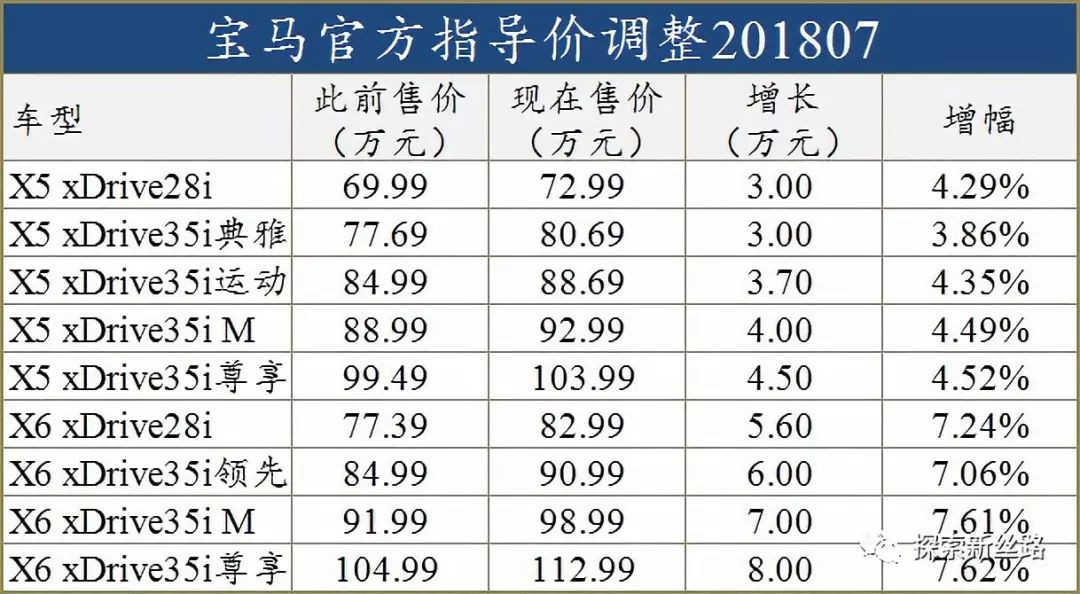 宝马官方指导价调整201807
车型 此前售价（万元） 现在售价（万元） 增长（万元） 增幅
X5 xDrive28i 69.99 72.99 3.00 4.29%
X5 xDrive35i典雅 77.69 80.69 3.00 3.86%
X5 xDrive35i运动 84.99 88.69 3.70 4.35%
X5 xDrive35i M 88.99 92.99 4.00 4.49%
X5 xDrive35i尊享 99.49 103.99 4.50 4.52%
X6 xDrive28i 77.39 82.99 5.60 7.24%
X6 xDrive35i领先 84.99 90.99 6.00 7.06%
X6 xDrive35i M 91.99 98.99 7.00 7.61%
探索新丝路
X6 xDrive35i尊享 104.99 112.99 8.00 7.62%